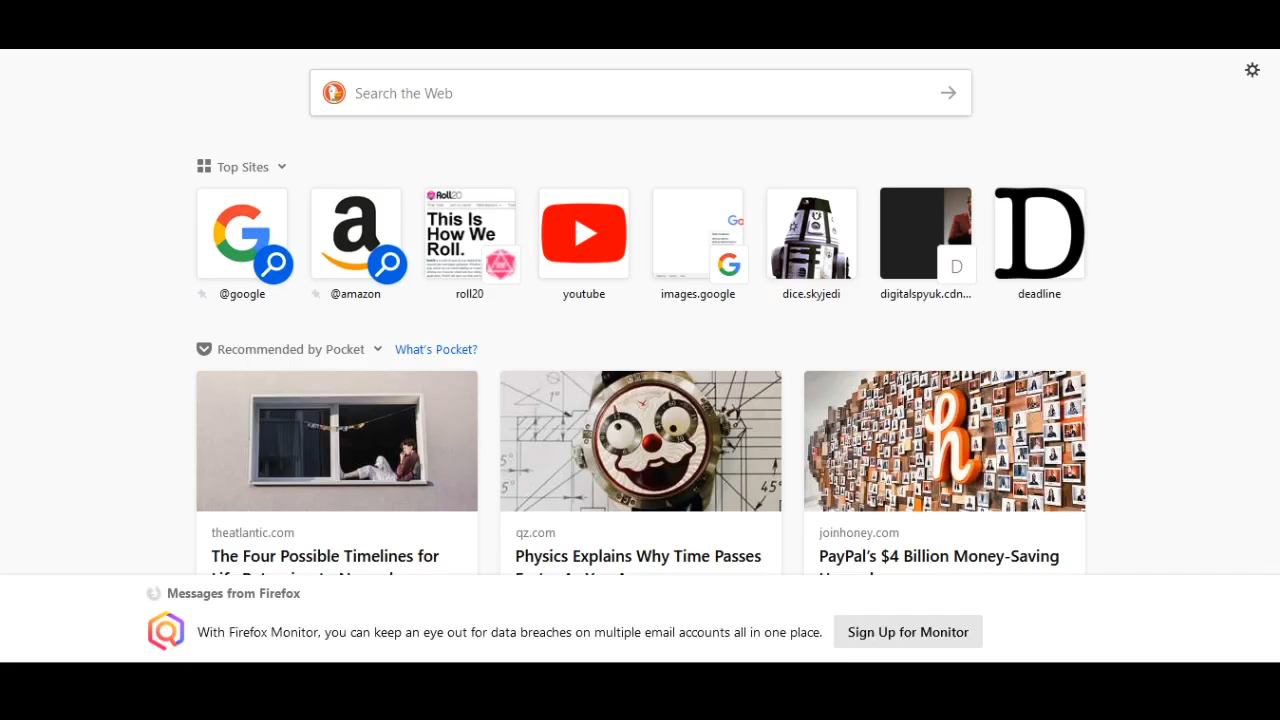 Search the Web
Top Sites
Roll20
This Is
How We
Roll.
D
D
@google
@amazon
roll20
youtube
images.google
dice.skyjedi
digitalspyuk.cdn...
deadline
Recommended by Pocket
What's Pocket?
45°
h
theatlantic.com
qz.com
joinhoney.com
The Four Possible Timelines for
Physics Explains Why Time Passes
PayPal's $4 Billion Money-Saving
Messages from Firefox
With Firefox Monitor, you can keep an eye out for data breaches on multiple email accounts all in one place.
Sign Up for Monitor